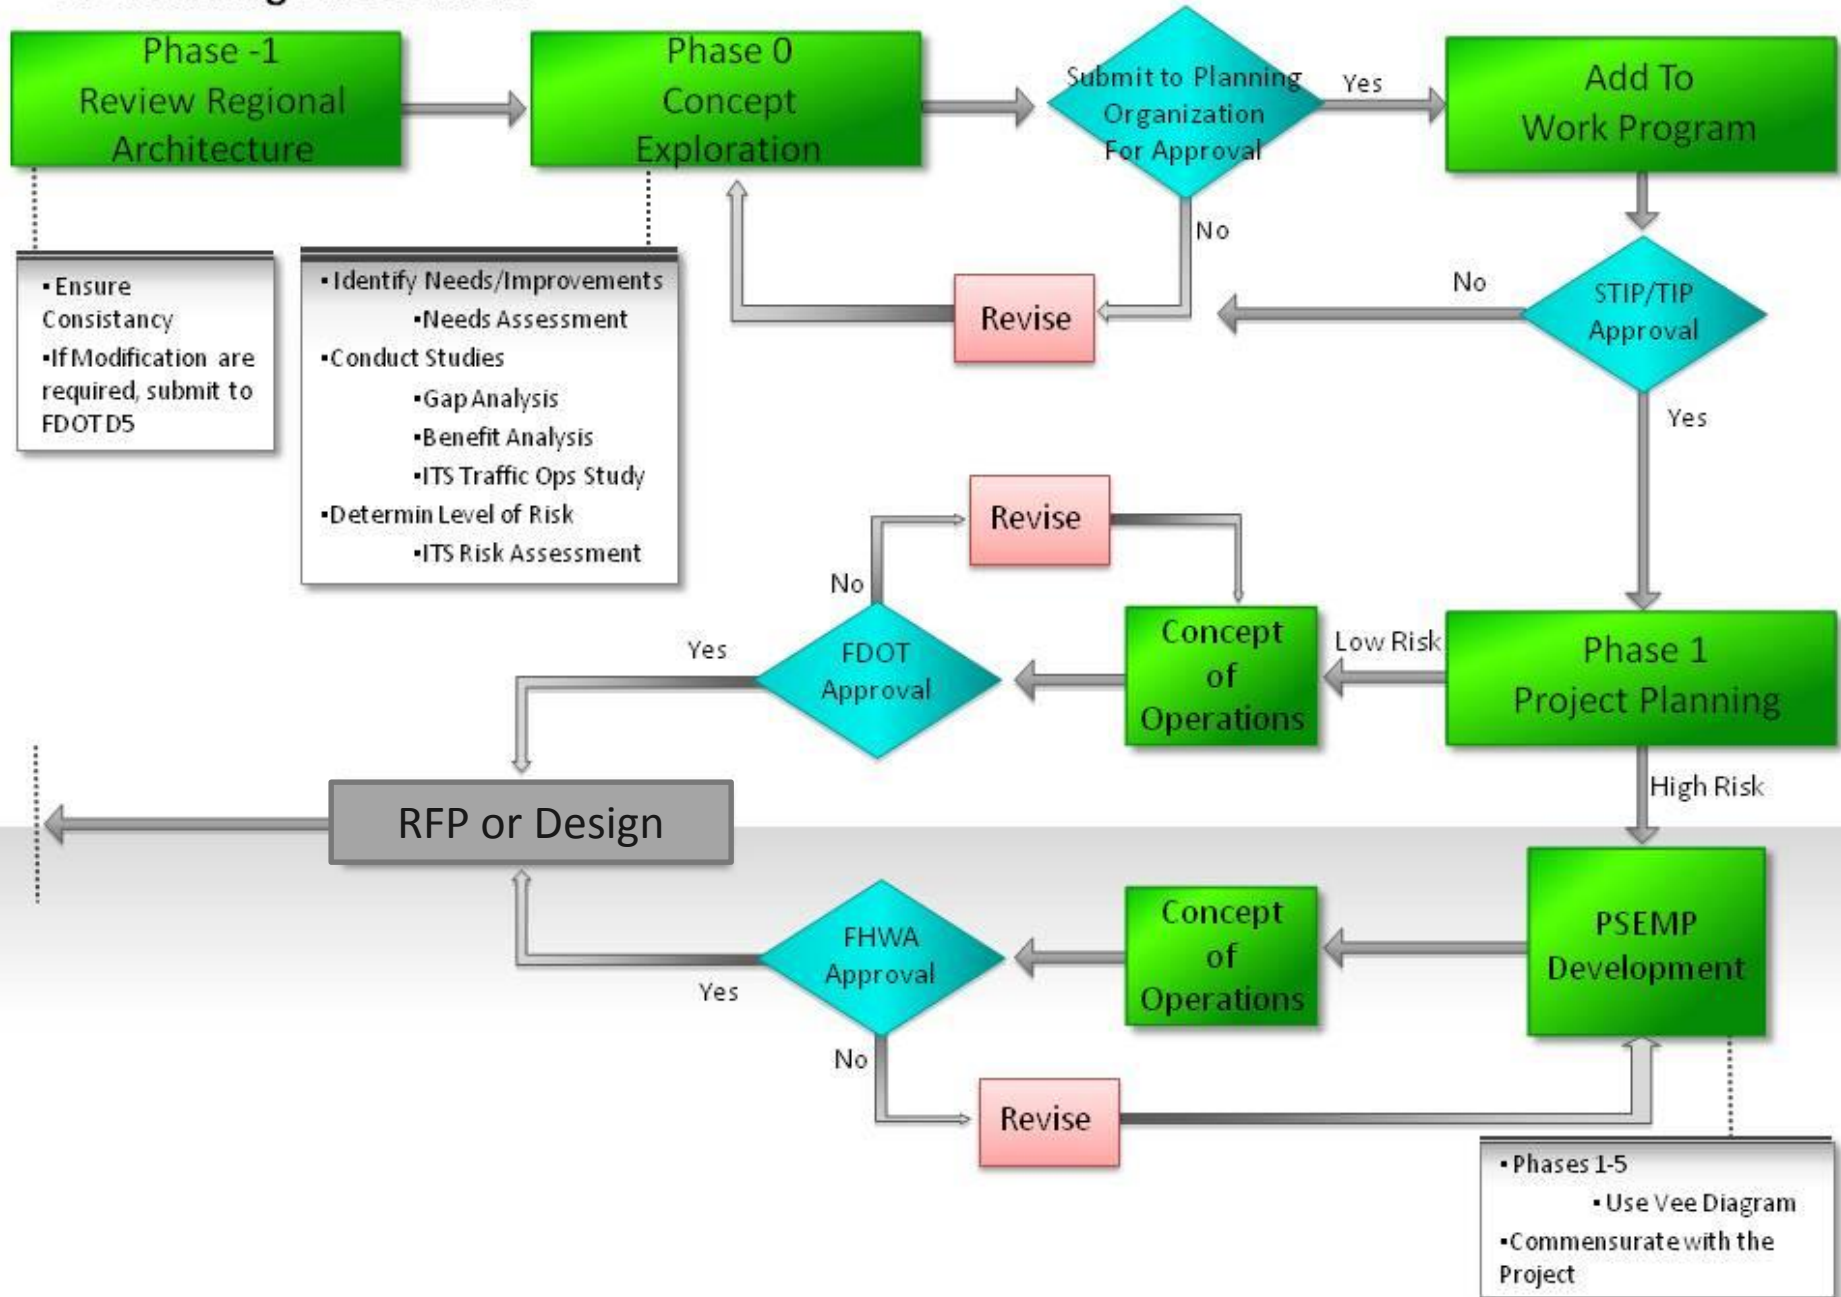 Phase -1
Review Regional
Architecture
Phase 0
Concept
Exploration
Submit to Planning
Organization
For Approval
Yes
Add To
Work Program
No
Revise
No
STIP/TIP
Approval
Yes
▪Ensure
Consistancy
▪If Modification are
required, submit to
FDOT D5
▪Identify Needs/Improvements
▪Needs Assessment
▪Conduct Studies
▪Gap Analysis
▪Benefit Analysis
▪ITS Traffic Ops Study
▪Determin Level of Risk
▪ITS Risk Assessment
Revise
No
Yes
FDOT
Approval
Concept
of
Operations
Low Risk
Phase 1
Project Planning
High Risk
RFP or Design
FHWA
Approval
Yes
No
Concept
of
Operations
PSEMP
Development
Revise
▪Phases 1-5
▪Use Vee Diagram
▪Commensurate with the
Project